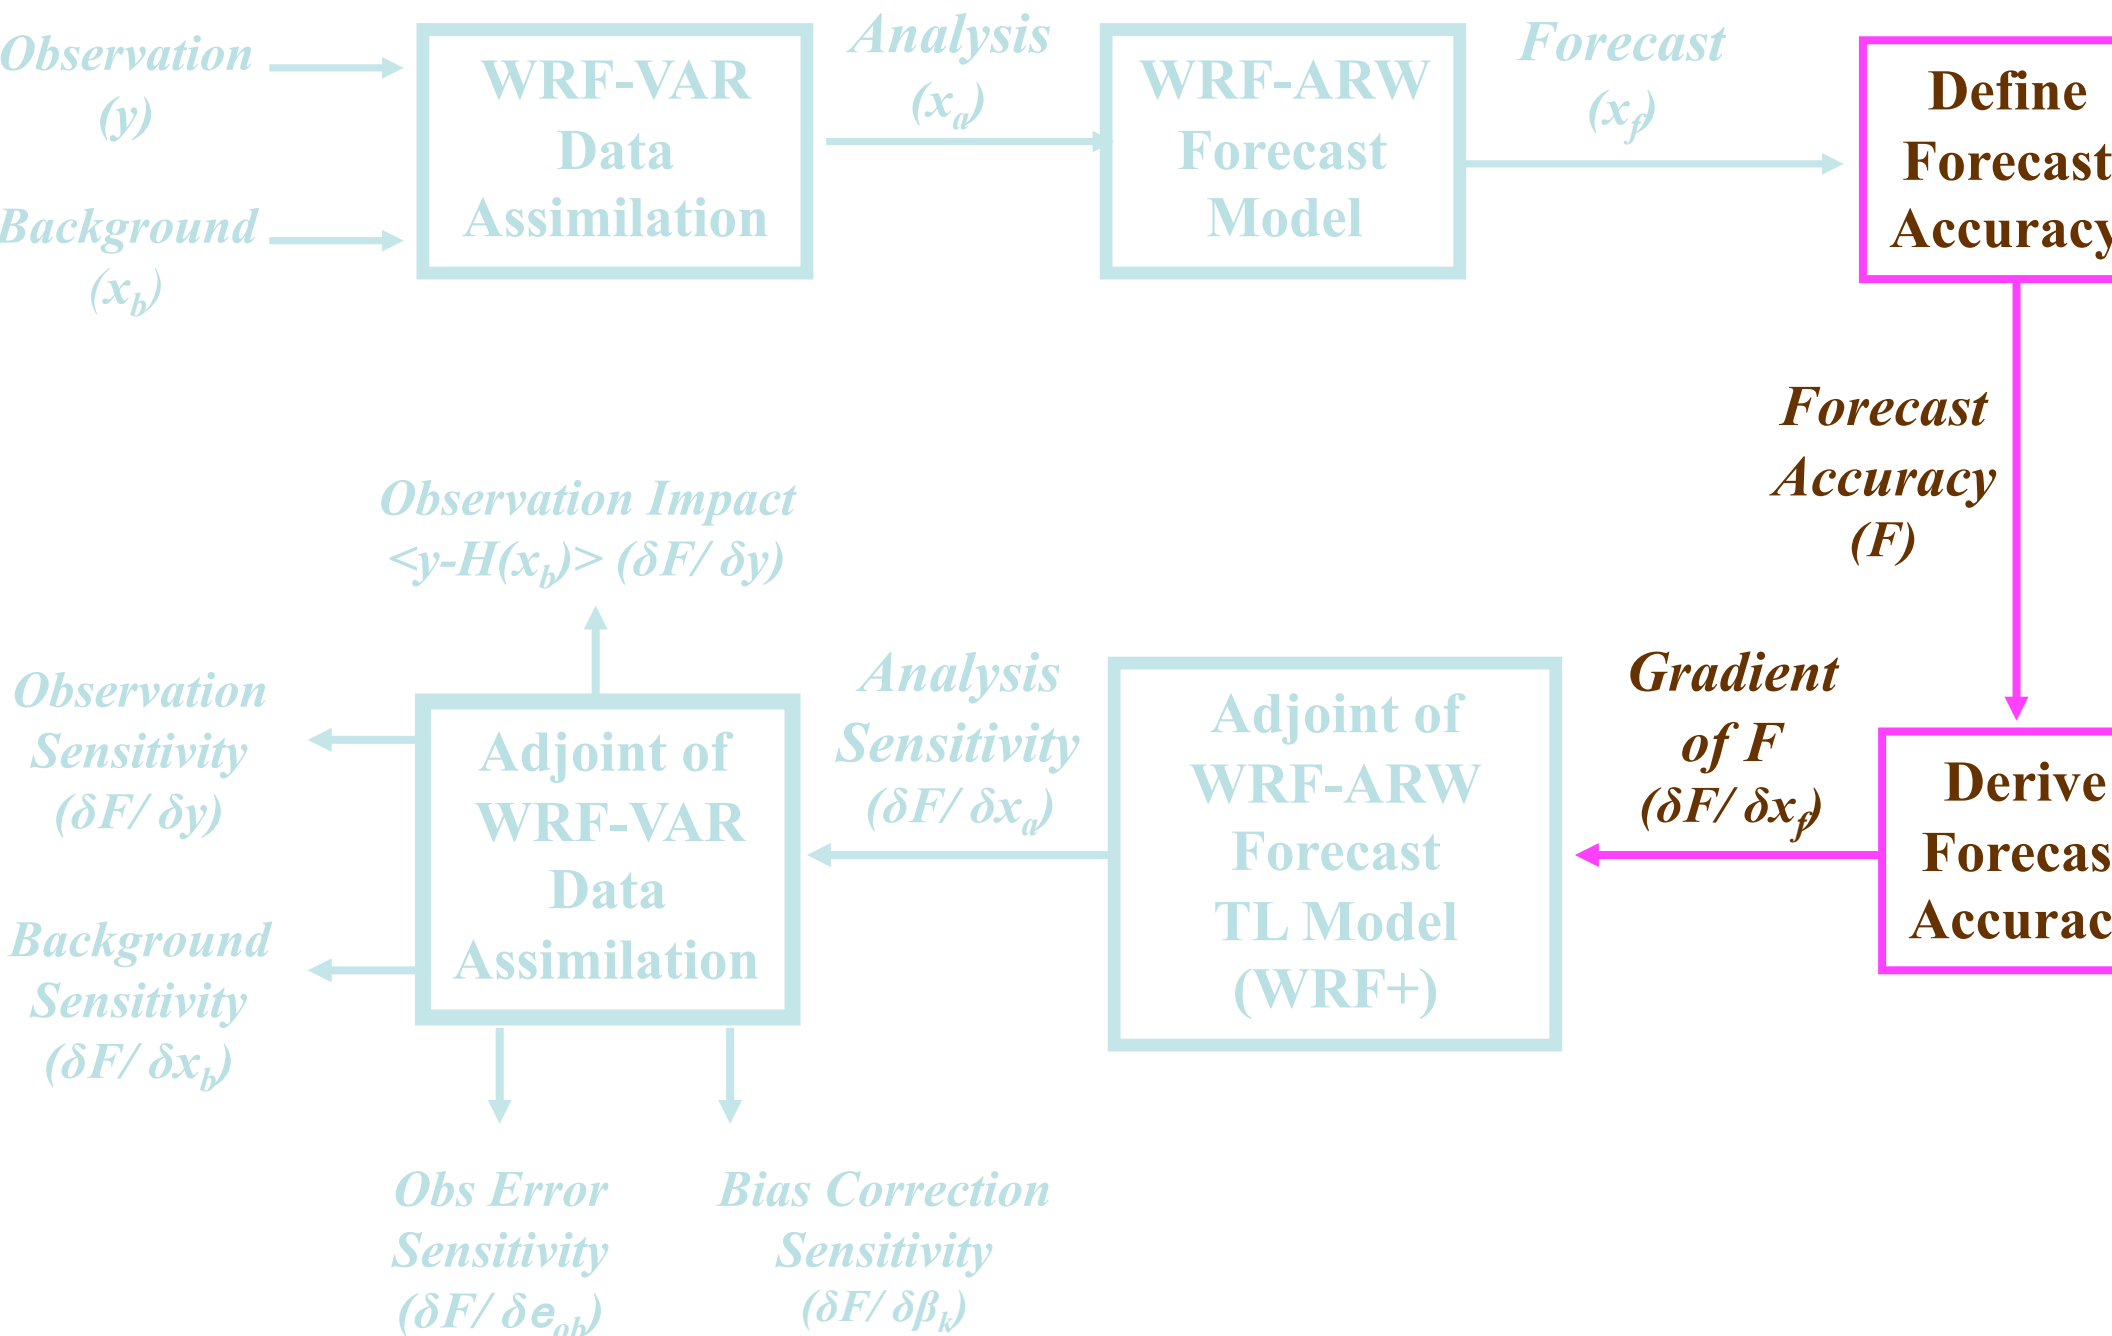 Observation
(y)
Background
(x_b)
WRF-VAR
Data
Assimilation
Analysis
(x_a)
WRF-ARW
Forecast
Model
Forecast
(x_f)
Define
Forecast
Accuracy
Forecast
Accuracy
(F)
Observation Impact
<y-H(x_b)> (δF/ δy)
Observation
Sensitivity
(δF/ δy)
Background
Sensitivity
(δF/ δx_b)
Adjoint of
WRF-VAR
Data
Assimilation
Analysis
Sensitivity
(δF/ δx_a)
Adjoint of
WRF-ARW
Forecast
TL Model
(WRF+)
Gradient
of F
(δF/ δx_f)
Derive
Forecas
Accurac
Obs Error
Sensitivity
(δF/ δe_ob)
Bias Correction
Sensitivity
(δF/ δβ_k)